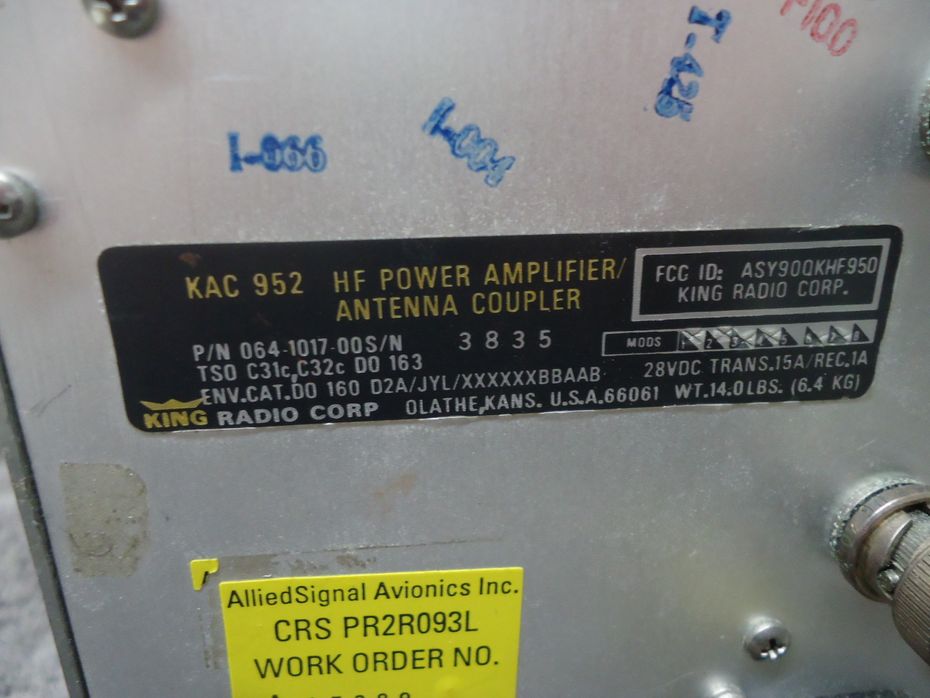 T-425
I-066
I-004
KAC 952 HF POWER AMPLIFIER/
ANTENNA COUPLER
FCC ID: ASY9OQKHF950
KING RADIO CORP.
P/N 064-1017-00S/N 3835
MODS 1 2 3 4 5 6 7 8
TSO C31c,C32c DO 163
28VDC TRANS.15A/REC.1A
ENV.CAT.DO 160 D2A/JYL/XXXXXXBBAAB
WT.14.0LBS. (6.4 KG)
KING RADIO CORP OLATHE,KANS. U.S.A.66061
AlliedSignal Avionics Inc.
CRS PR2R093L
WORK ORDER NO.